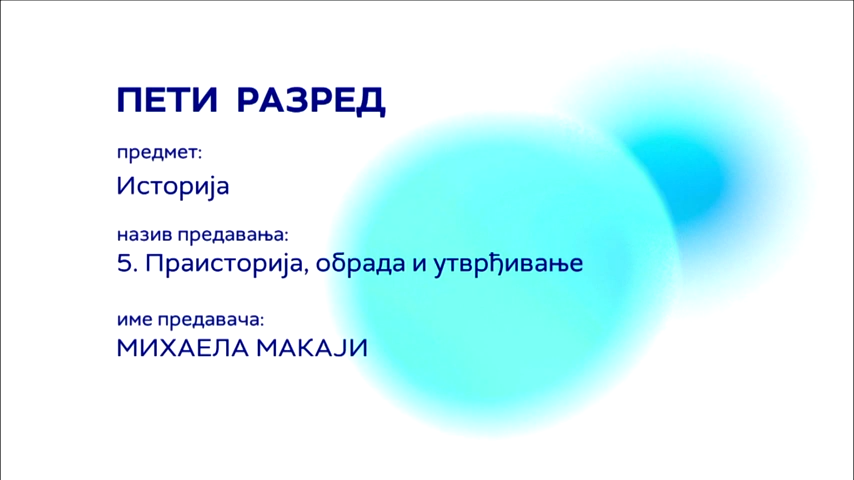 ПЕТИ РАЗРЕД
предмет:
Историја
назив предавања:
5. Праисторија, обрада и утврђивање
име предавача:
МИХАЕЛА МАКАЈИ